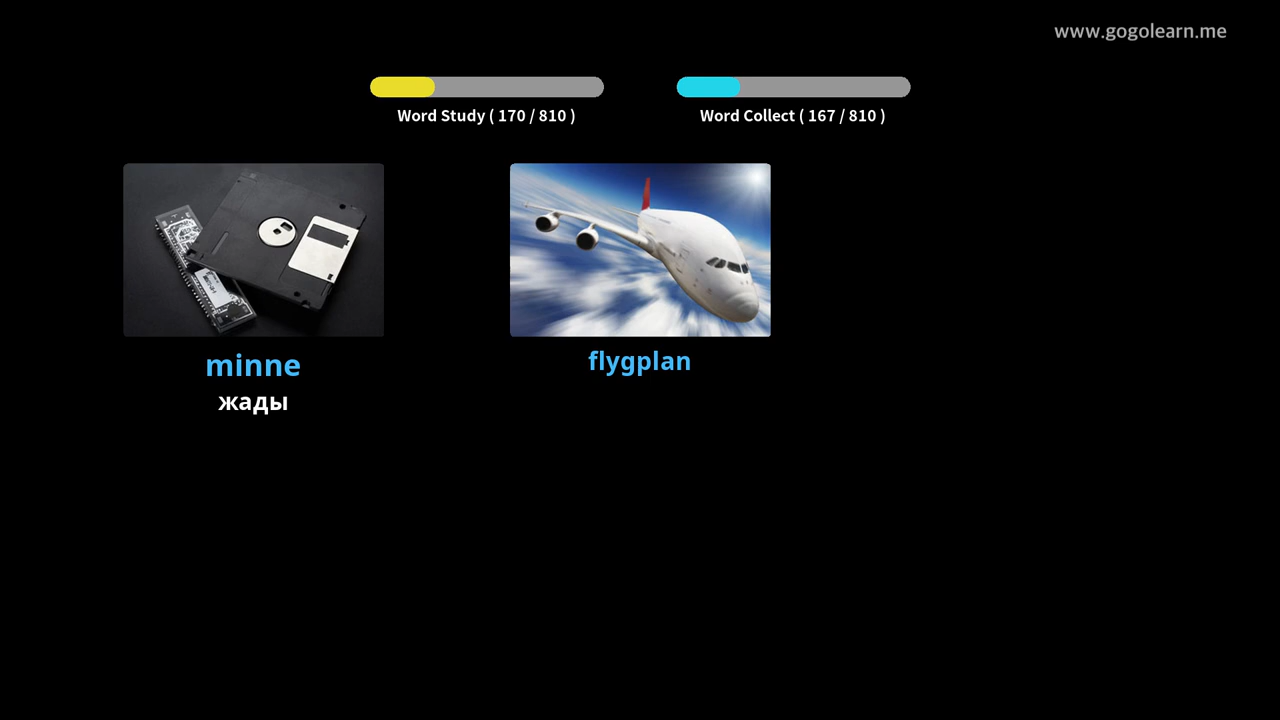 www.gogolearn.me
Word Study ( 170 / 810 )
Word Collect ( 167 / 810 )
minne
жады
flygplan